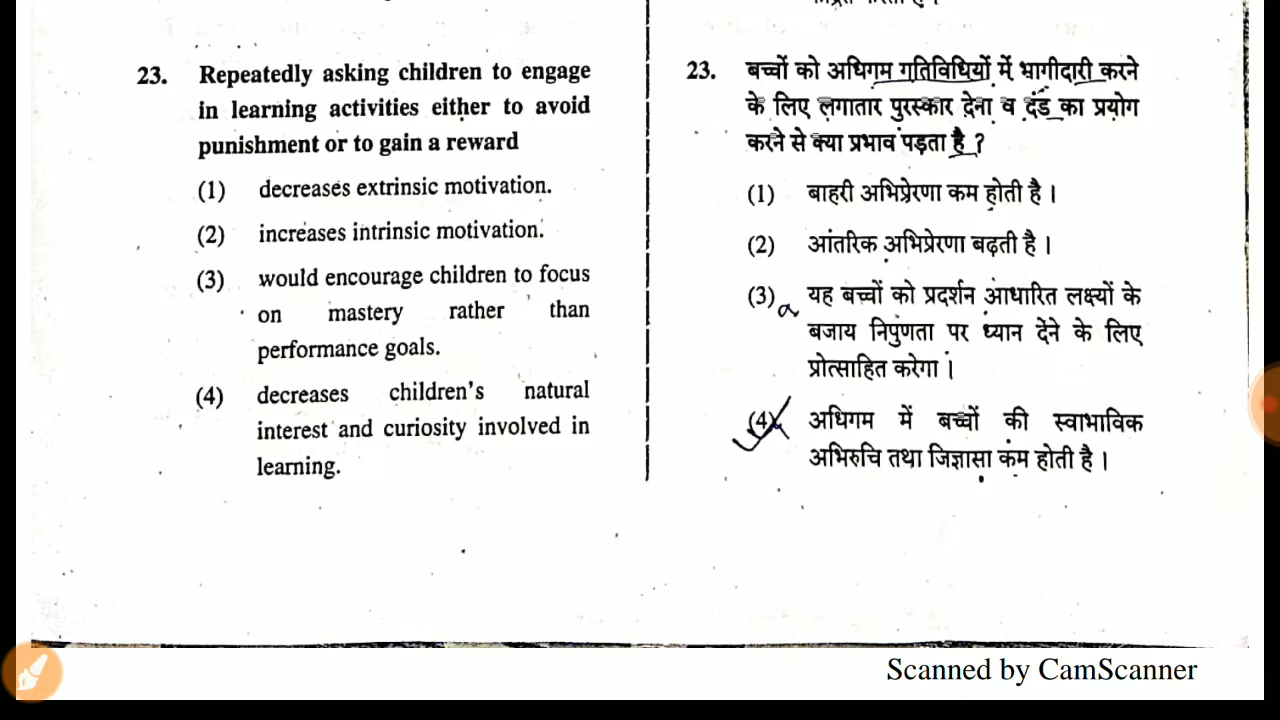 23. Repeatedly asking children to engage
in learning activities either to avoid
punishment or to gain a reward
(1) decreases extrinsic motivation.
(2) increases intrinsic motivation.
(3) would encourage children to focus
on mastery rather than
performance goals.
(4) decreases children's natural
interest and curiosity involved in
learning.
23. बच्चों को अधिगम गतिविधियों में भागीदारी करने
के लिए लगातार पुरस्कार देना व दंड का प्रयोग
करने से क्या प्रभाव पड़ता है ?
(1) बाहरी अभिप्रेरणा कम होती है ।
(2) आंतरिक अभिप्रेरणा बढ़ती है ।
(3) यह बच्चों को प्रदर्शन आधारित लक्ष्यों के
बजाय निपुणता पर ध्यान देंने के लिए
प्रोत्साहित करेगा ।
(4) अधिगम में बच्चों की स्वाभाविक
अभिरुचि तथा जिज्ञासा कम होती है ।
Scanned by CamScanner